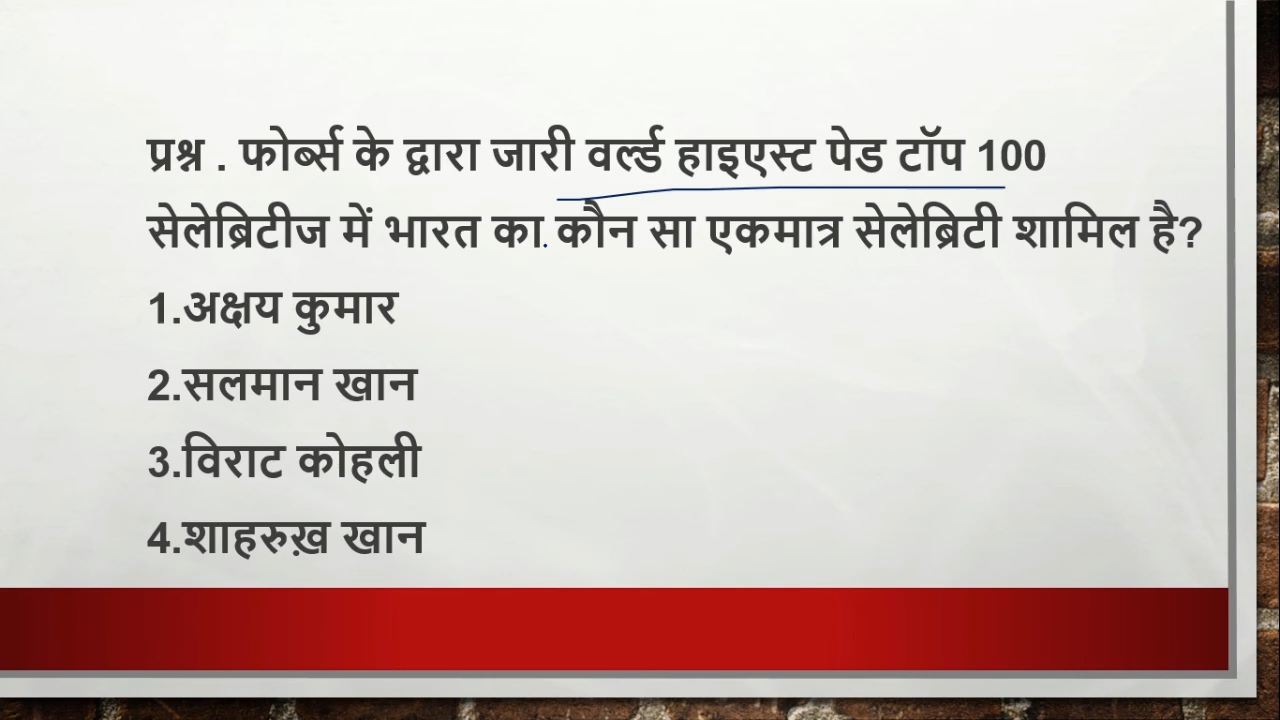 प्रश्न . फोर्ब्स के द्वारा जारी वर्ल्ड हाइएस्ट पेड टॉप 100
सेलेब्रिटीज में भारत का कौन सा एकमात्र सेलेब्रिटी शामिल है?
1.अक्षय कुमार
2.सलमान खान
3.विराट कोहली
4.शाहरुख़ खान